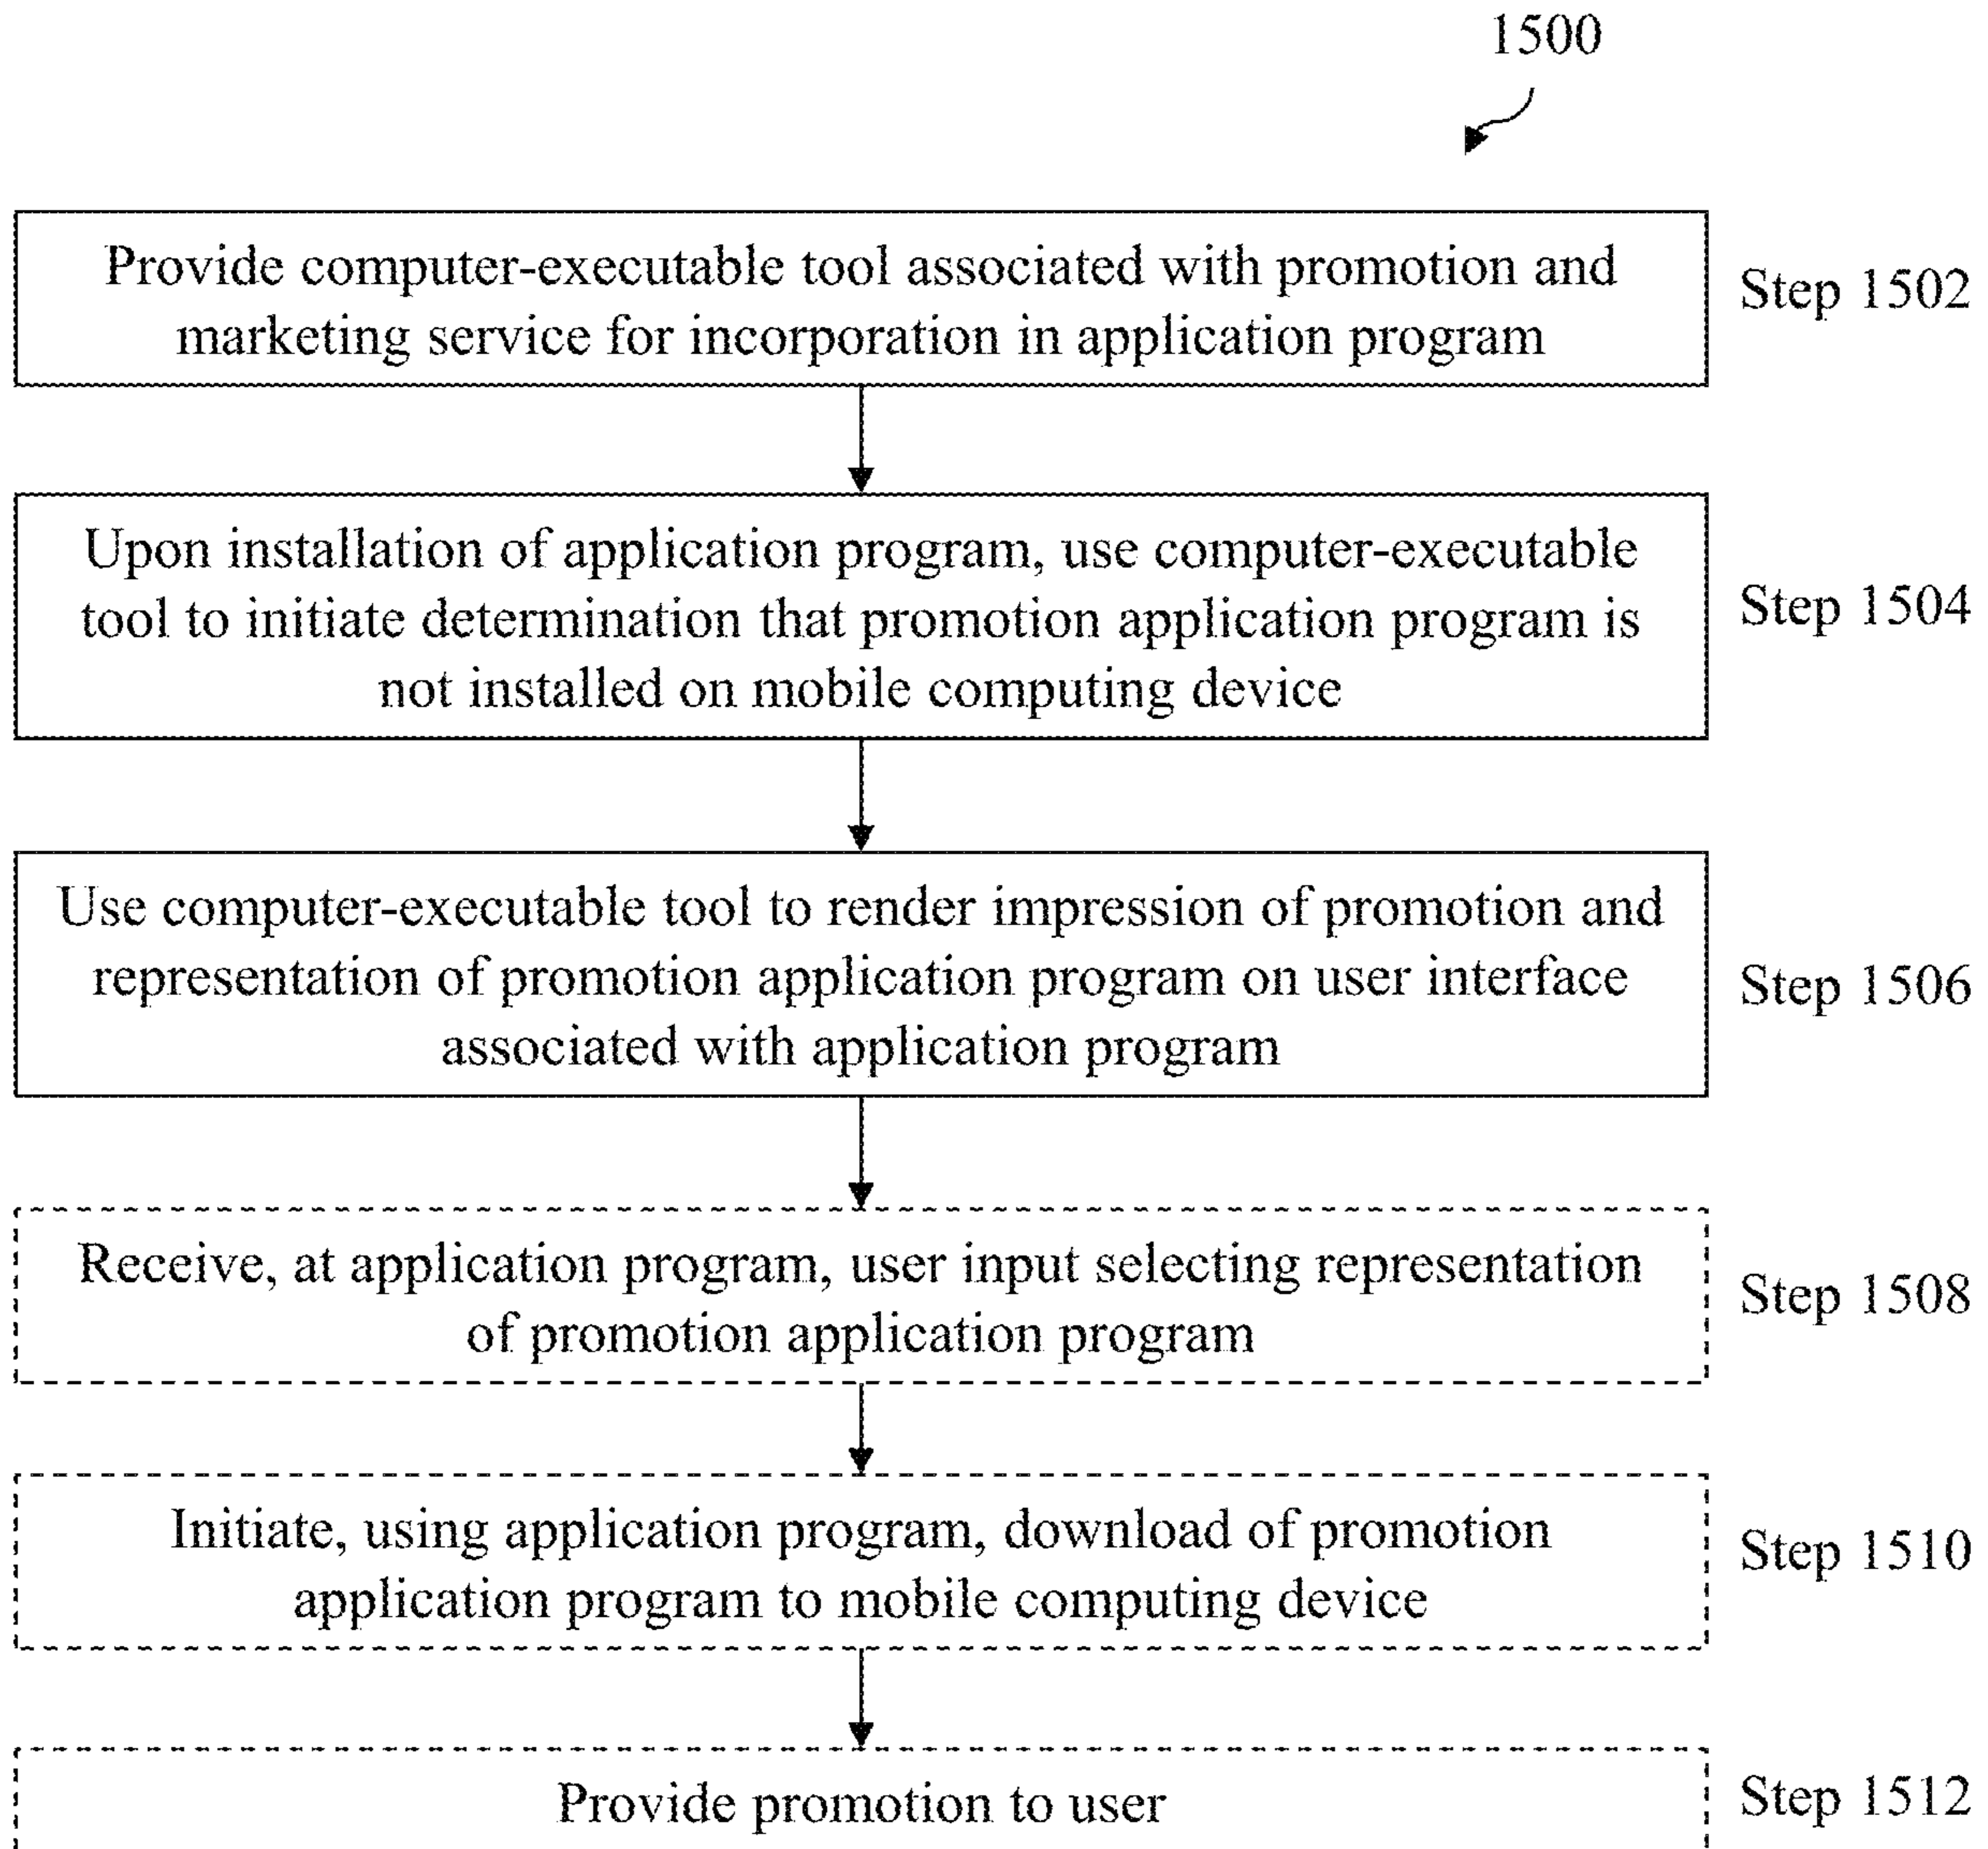 1500
Provide computer-executable tool associated with promotion and
marketing service for incorporation in application program
Step 1502
Upon installation of application program, use computer-executable
tool to initiate determination that promotion application program is
not installed on mobile computing device
Step 1504
Use computer-executable tool to render impression of promotion and
representation of promotion application program on user interface
associated with application program
Step 1506
Receive, at application program, user input selecting representation
of promotion application program
Step 1508
Initiate, using application program, download of promotion
application program to mobile computing device
Step 1510
Provide promotion to user
Step 1512